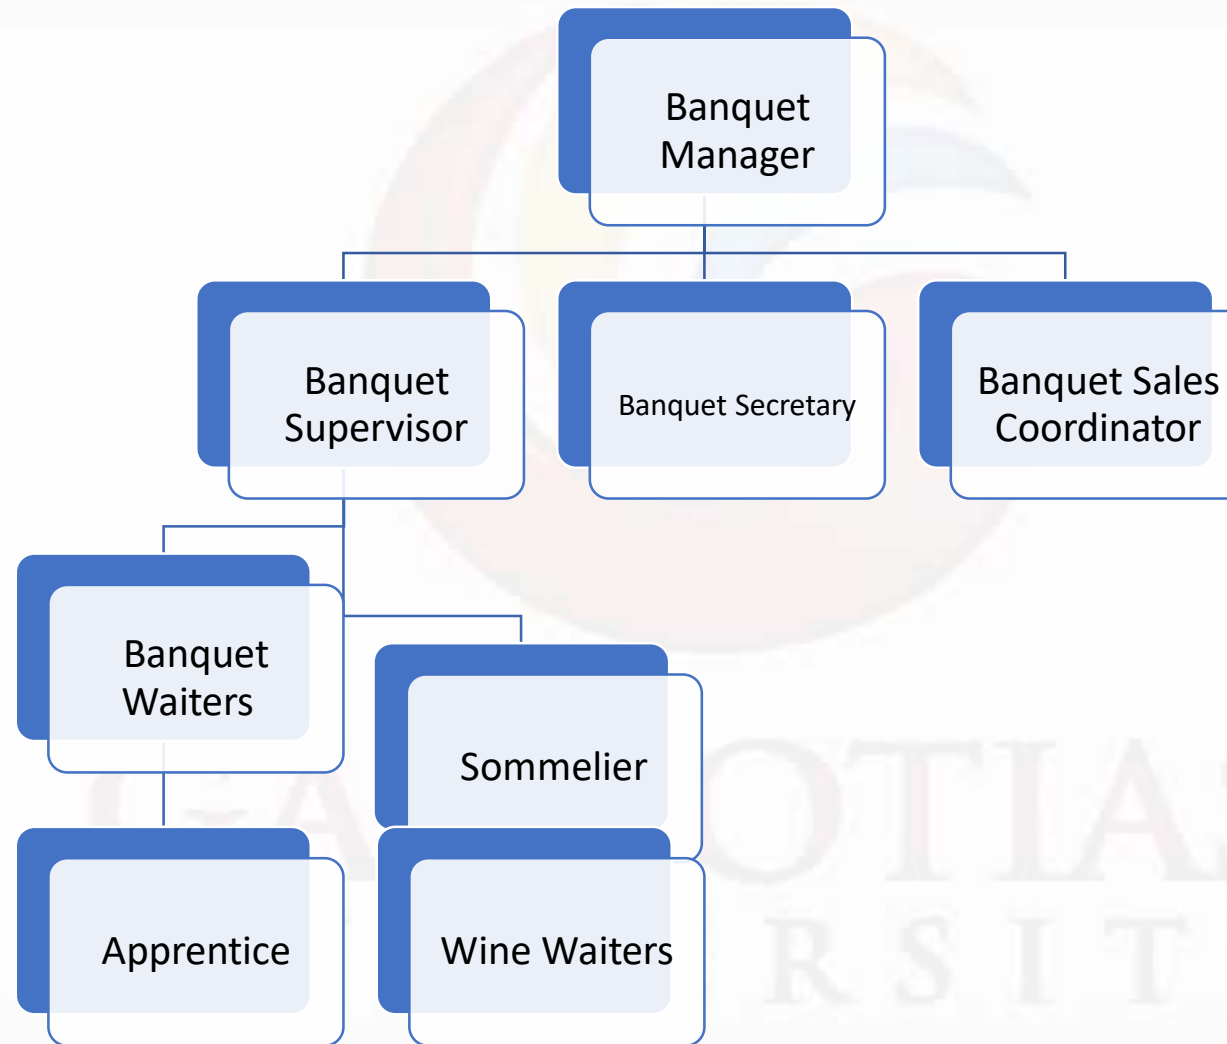 Banquet
Manager
Banquet
Supervisor
Banquet Secretary
Banquet Sales
Coordinator
Banquet
Waiters
Sommelier
Apprentice
Wine Waiters